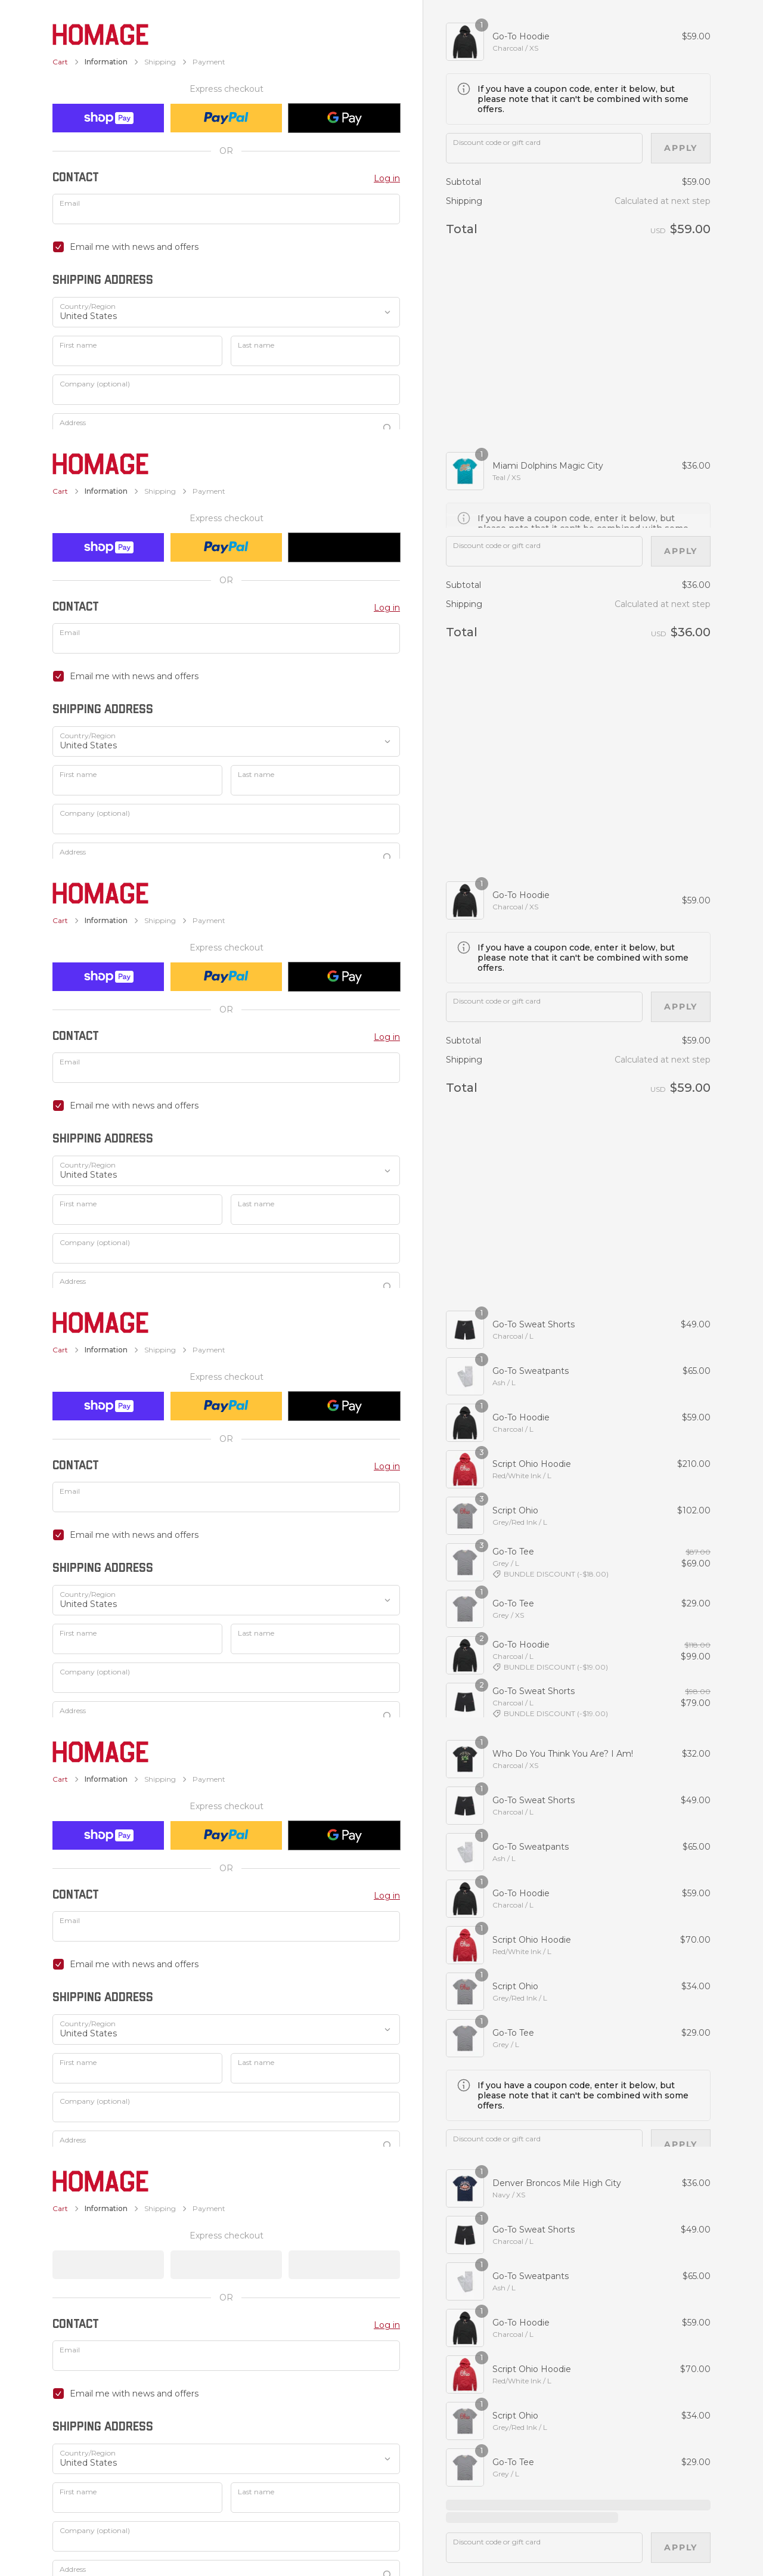 HOMAGE
Cart > Information > Shipping > Payment
Express checkout
shop Pay
PayPal
G Pay
OR
CONTACT
Log in
Email
Email me with news and offers
SHIPPING ADDRESS
Country/Region
United States
First name
Last name
Company (optional)
Address
1
Go-To Hoodie
$59.00
Charcoal / XS
If you have a coupon code, enter it below, but
please note that it can't be combined with some
offers.
Discount code or gift card
APPLY
Subtotal
$59.00
Shipping
Calculated at next step
Total
USD $59.00
HOMAGE
Cart > Information > Shipping > Payment
Express checkout
shop Pay
PayPal
OR
CONTACT
Log in
Email
Email me with news and offers
SHIPPING ADDRESS
Country/Region
United States
First name
Last name
Company (optional)
Address
1
Miami Dolphins Magic City
$36.00
Teal / XS
If you have a coupon code, enter it below, but
please note that it can't be combined with some
Discount code or gift card
APPLY
Subtotal
$36.00
Shipping
Calculated at next step
Total
USD $36.00
HOMAGE
Cart > Information > Shipping > Payment
Express checkout
shop Pay
PayPal
G Pay
OR
CONTACT
Log in
Email
Email me with news and offers
SHIPPING ADDRESS
Country/Region
United States
First name
Last name
Company (optional)
Address
1
Go-To Hoodie
$59.00
Charcoal / XS
If you have a coupon code, enter it below, but
please note that it can't be combined with some
offers.
Discount code or gift card
APPLY
Subtotal
$59.00
Shipping
Calculated at next step
Total
USD $59.00
HOMAGE
Cart > Information > Shipping > Payment
Express checkout
shop Pay
PayPal
G Pay
OR
CONTACT
Log in
Email
Email me with news and offers
SHIPPING ADDRESS
Country/Region
United States
First name
Last name
Company (optional)
Address
1
Go-To Sweat Shorts
$49.00
Charcoal / L
1
Go-To Sweatpants
$65.00
Ash / L
1
Go-To Hoodie
$59.00
Charcoal / L
3
Script Ohio Hoodie
$210.00
Red/White Ink / L
3
Script Ohio
$102.00
Grey/Red Ink / L
3
Go-To Tee
$87.00
Grey / L
$69.00
BUNDLE DISCOUNT (-$18.00)
1
Go-To Tee
$29.00
Grey / XS
2
Go-To Hoodie
$118.00
Charcoal / L
$99.00
BUNDLE DISCOUNT (-$19.00)
2
Go-To Sweat Shorts
$98.00
Charcoal / L
$79.00
BUNDLE DISCOUNT (-$19.00)
HOMAGE
Cart > Information > Shipping > Payment
Express checkout
shop Pay
PayPal
G Pay
OR
CONTACT
Log in
Email
Email me with news and offers
SHIPPING ADDRESS
Country/Region
United States
First name
Last name
Company (optional)
Address
1
Who Do You Think You Are? I Am!
$32.00
Charcoal / XS
1
Go-To Sweat Shorts
$49.00
Charcoal / L
1
Go-To Sweatpants
$65.00
Ash / L
1
Go-To Hoodie
$59.00
Charcoal / L
1
Script Ohio Hoodie
$70.00
Red/White Ink / L
1
Script Ohio
$34.00
Grey/Red Ink / L
1
Go-To Tee
$29.00
Grey / L
If you have a coupon code, enter it below, but
please note that it can't be combined with some
offers.
Discount code or gift card
APPLY
HOMAGE
Cart > Information > Shipping > Payment
Express checkout
OR
CONTACT
Log in
Email
Email me with news and offers
SHIPPING ADDRESS
Country/Region
United States
First name
Last name
Company (optional)
Address
1
Denver Broncos Mile High City
$36.00
Navy / XS
1
Go-To Sweat Shorts
$49.00
Charcoal / L
1
Go-To Sweatpants
$65.00
Ash / L
1
Go-To Hoodie
$59.00
Charcoal / L
1
Script Ohio Hoodie
$70.00
Red/White Ink / L
1
Script Ohio
$34.00
Grey/Red Ink / L
1
Go-To Tee
$29.00
Grey / L
Discount code or gift card
APPLY